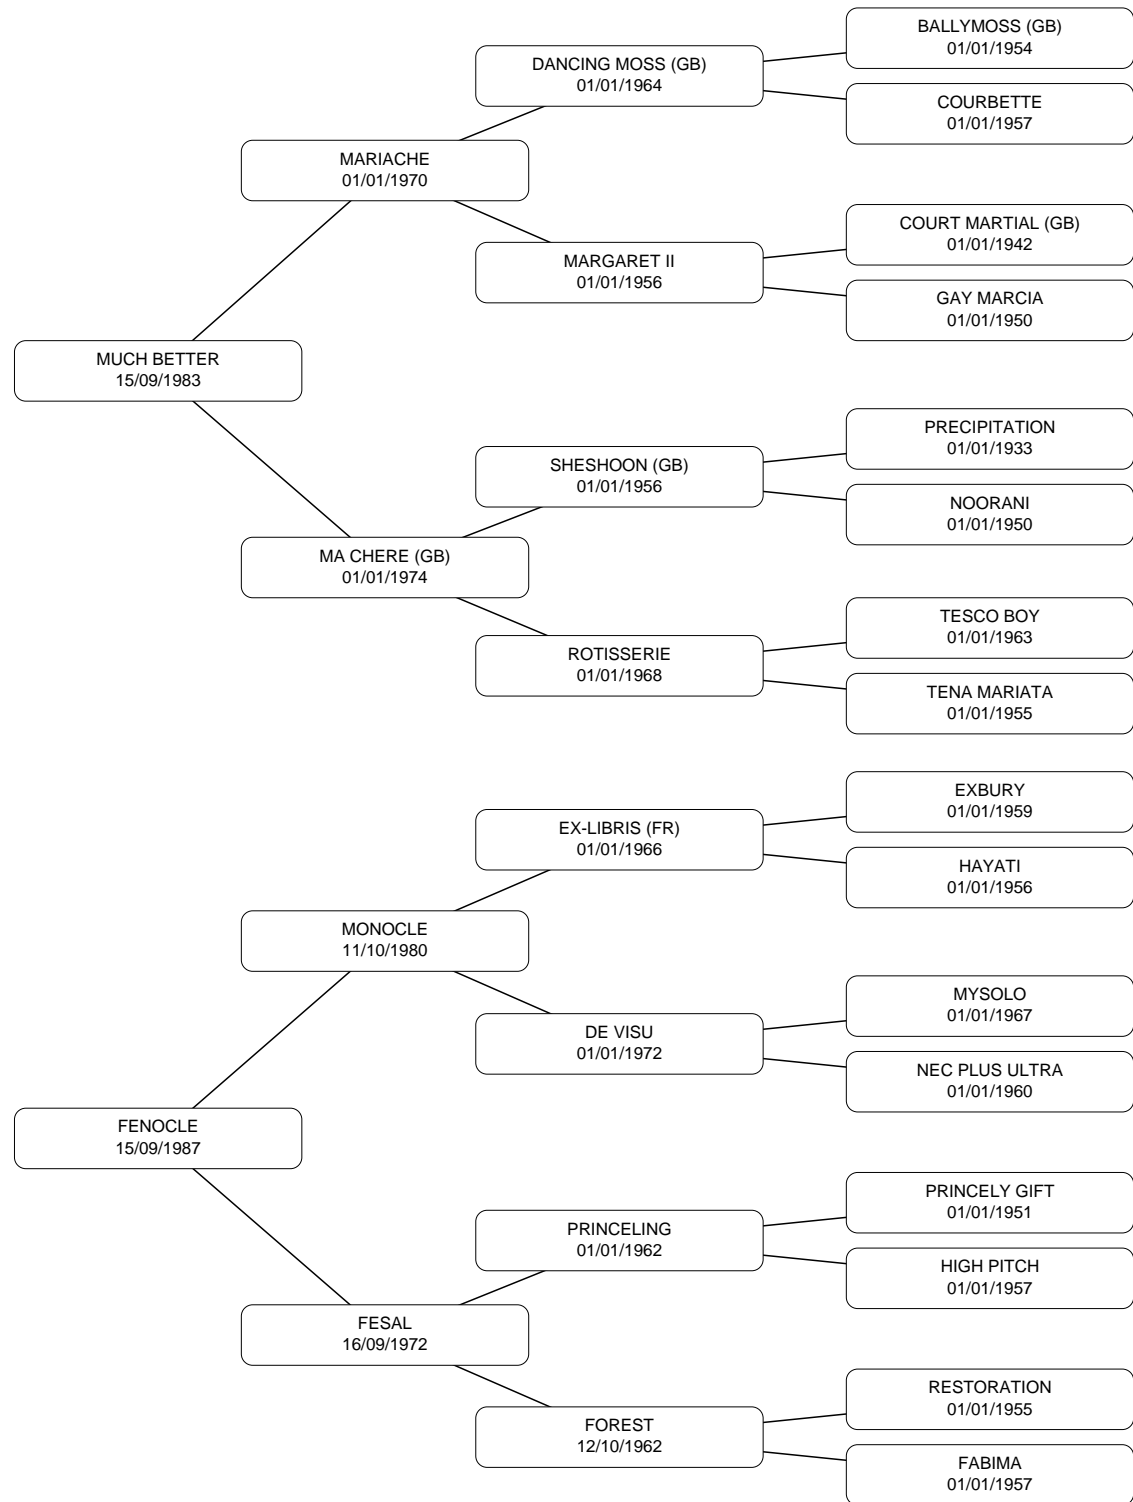 BALLYMOSS (GB)
01/01/1954
DANCING MOSS (GB)
01/01/1964
COURBETTE
01/01/1957
MARIACHE
01/01/1970
COURT MARTIAL (GB)
01/01/1942
MARGARET II
01/01/1956
GAY MARCIA
01/01/1950
MUCH BETTER
15/09/1983
PRECIPITATION
01/01/1933
SHESHOON (GB)
01/01/1956
NOORANI
01/01/1950
MA CHERE (GB)
01/01/1974
TESCO BOY
01/01/1963
ROTISSERIE
01/01/1968
TENA MARIATA
01/01/1955
EXBURY
01/01/1959
EX-LIBRIS (FR)
01/01/1966
HAYATI
01/01/1956
MONOCLE
11/10/1980
MYSOLO
01/01/1967
DE VISU
01/01/1972
NEC PLUS ULTRA
01/01/1960
FENOCLE
15/09/1987
PRINCELY GIFT
01/01/1951
PRINCELING
01/01/1962
HIGH PITCH
01/01/1957
FESAL
16/09/1972
RESTORATION
01/01/1955
FOREST
12/10/1962
FABIMA
01/01/1957